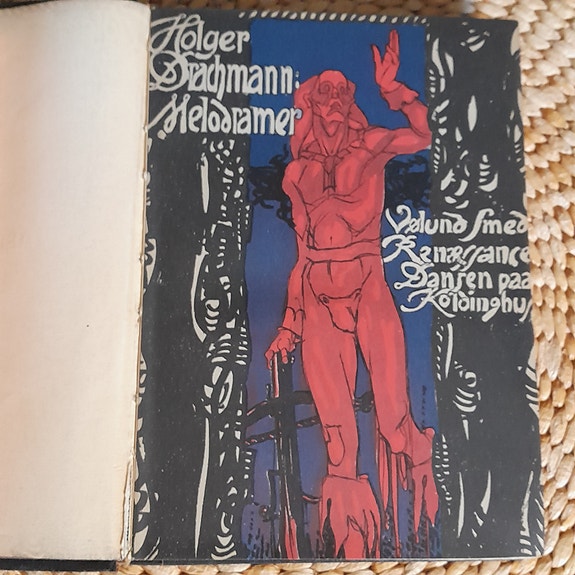 Holger
Drachmann:
Melodramer
Vølund Smed
Renæssance
Dansen paa
Koldinghus